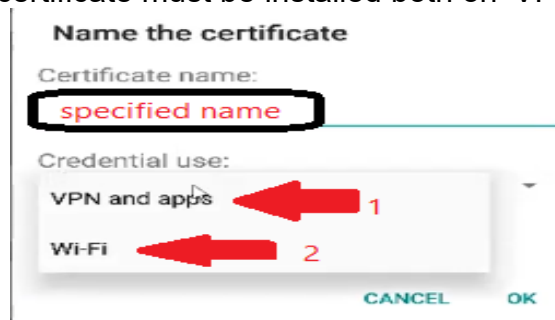 certificate must be installed both on
Name the certificate
Certificate name:
specified name
Credential use:
VPN and apps
1
Wi-Fi
2
CANCEL OK